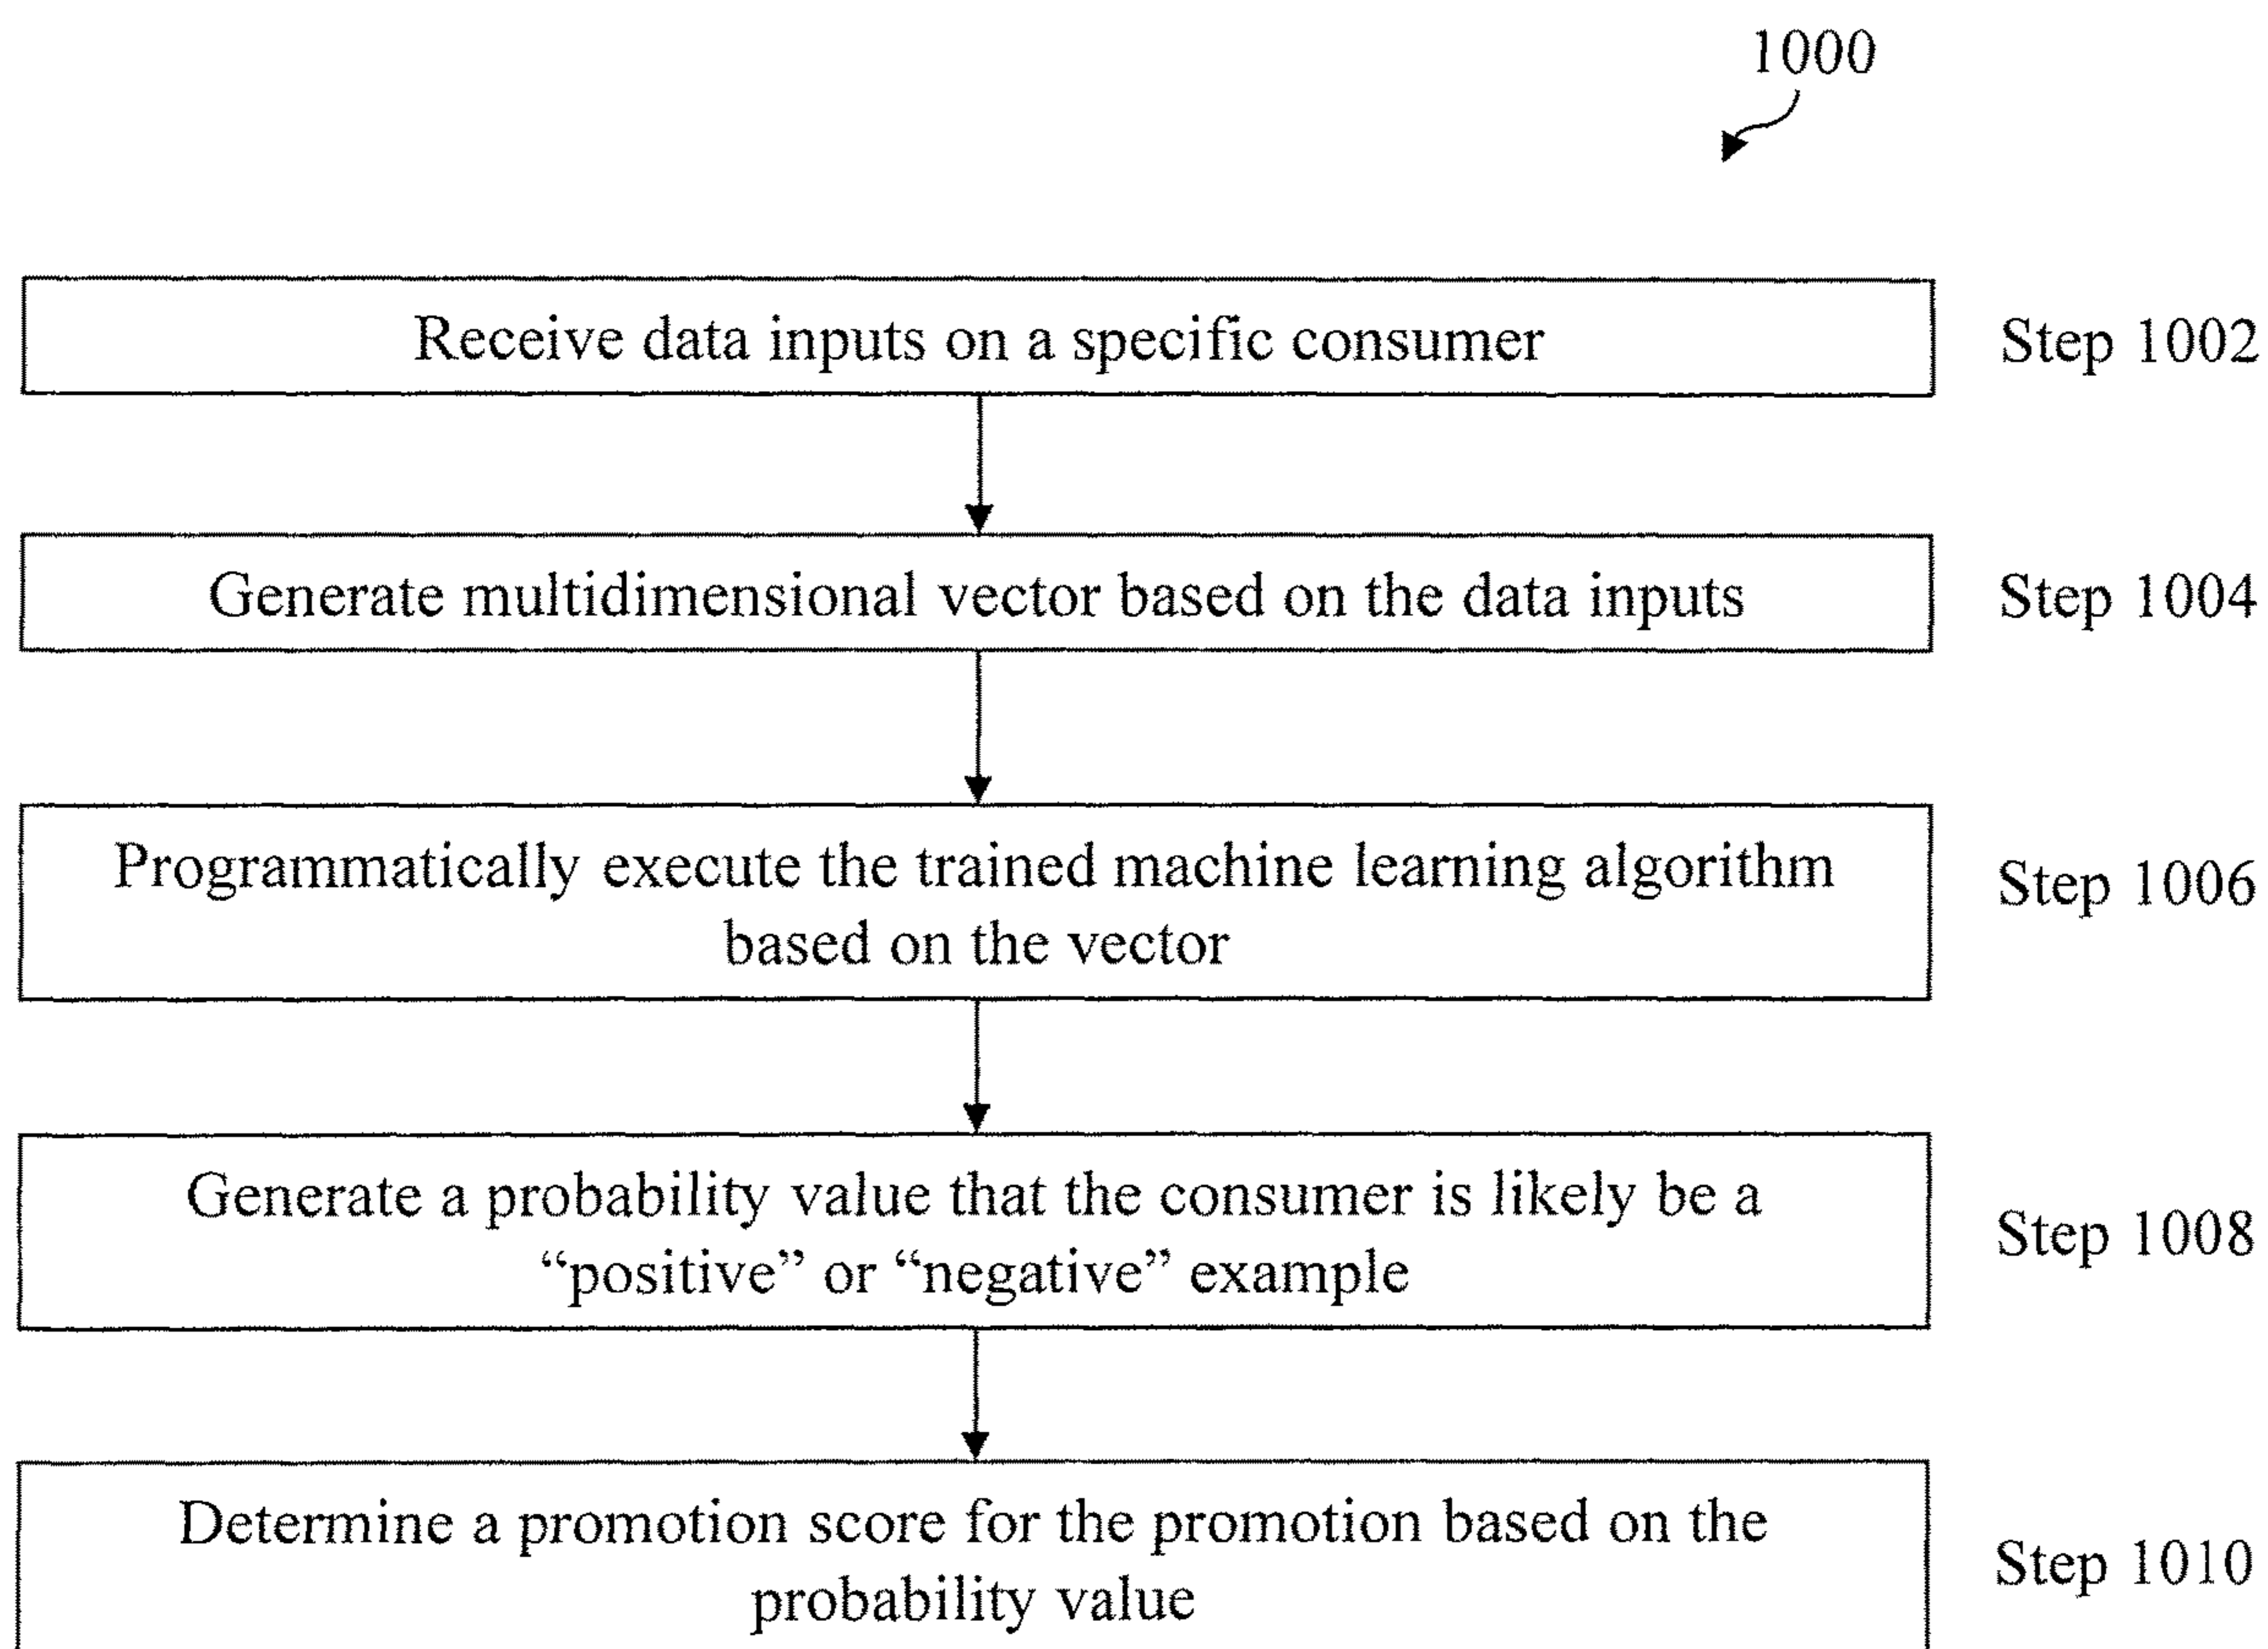 1000
Receive data inputs on a specific consumer
Step 1002
Generate multidimensional vector based on the data inputs
Step 1004
Programmatically execute the trained machine learning algorithm
based on the vector
Step 1006
Generate a probability value that the consumer is likely be a
“positive” or “negative” example
Step 1008
Determine a promotion score for the promotion based on the
probability value
Step 1010